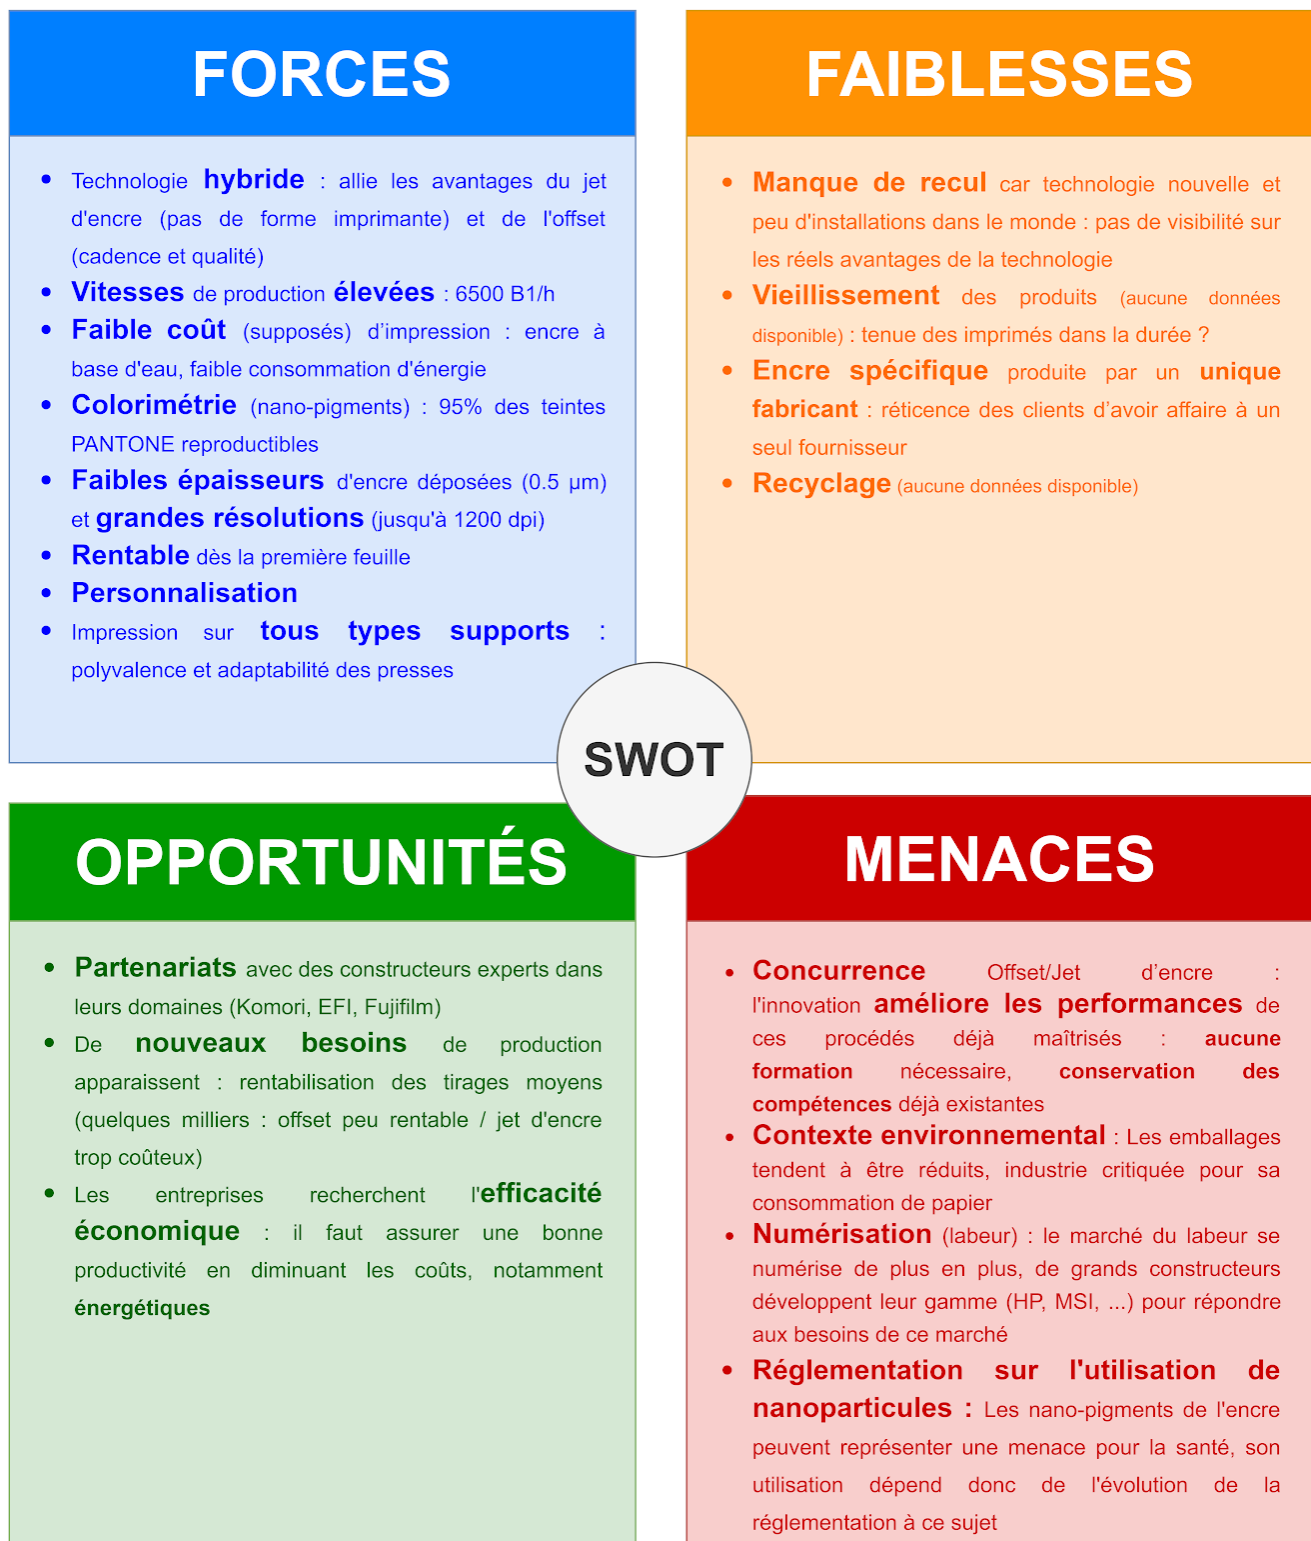 FORCES
Technologie hybride : allie les avantages du jet
d'encre (pas de forme imprimante) et de l'offset
(cadence et qualité)
Vitesses de production élevées : 6500 B1/h
Faible coût (supposés) d’impression : encre à
base d'eau, faible consommation d'énergie
Colorimétrie (nano-pigments) : 95% des teintes
PANTONE reproductibles
Faibles épaisseurs d'encre déposées (0.5 µm)
et grandes résolutions (jusqu'à 1200 dpi)
Rentable dès la première feuille
Personnalisation
Impression sur tous types supports :
polyvalence et adaptabilité des presses
FAIBLESSES
Manque de recul car technologie nouvelle et
peu d'installations dans le monde : pas de visibilité sur
les réels avantages de la technologie
Vieillissement des produits (aucune données
disponible) : tenue des imprimés dans la durée ?
Encre spécifique produite par un unique
fabricant : réticence des clients d’avoir affaire à un
seul fournisseur
Recyclage (aucune données disponible)
SWOT
OPPORTUNITÉS
Partenariats avec des constructeurs experts dans
leurs domaines (Komori, EFI, Fujifilm)
De nouveaux besoins de production
apparaissent : rentabilisation des tirages moyens
(quelques milliers : offset peu rentable / jet d'encre
trop coûteux)
Les entreprises recherchent l'efficacité
économique : il faut assurer une bonne
productivité en diminuant les coûts, notamment
énergétiques
MENACES
Concurrence Offset/Jet d’encre :
l'innovation améliore les performances de
ces procédés déjà maîtrisés : aucune
formation nécessaire, conservation des
compétences déjà existantes
Contexte environnemental : Les emballages
tendent à être réduits, industrie critiquée pour sa
consommation de papier
Numérisation (labeur) : le marché du labeur se
numérise de plus en plus, de grands constructeurs
développent leur gamme (HP, MSI, ...) pour répondre
aux besoins de ce marché
Réglementation sur l'utilisation de
nanoparticules : Les nano-pigments de l'encre
peuvent représenter une menace pour la santé, son
utilisation dépend donc de l'évolution de la
réglementation à ce sujet